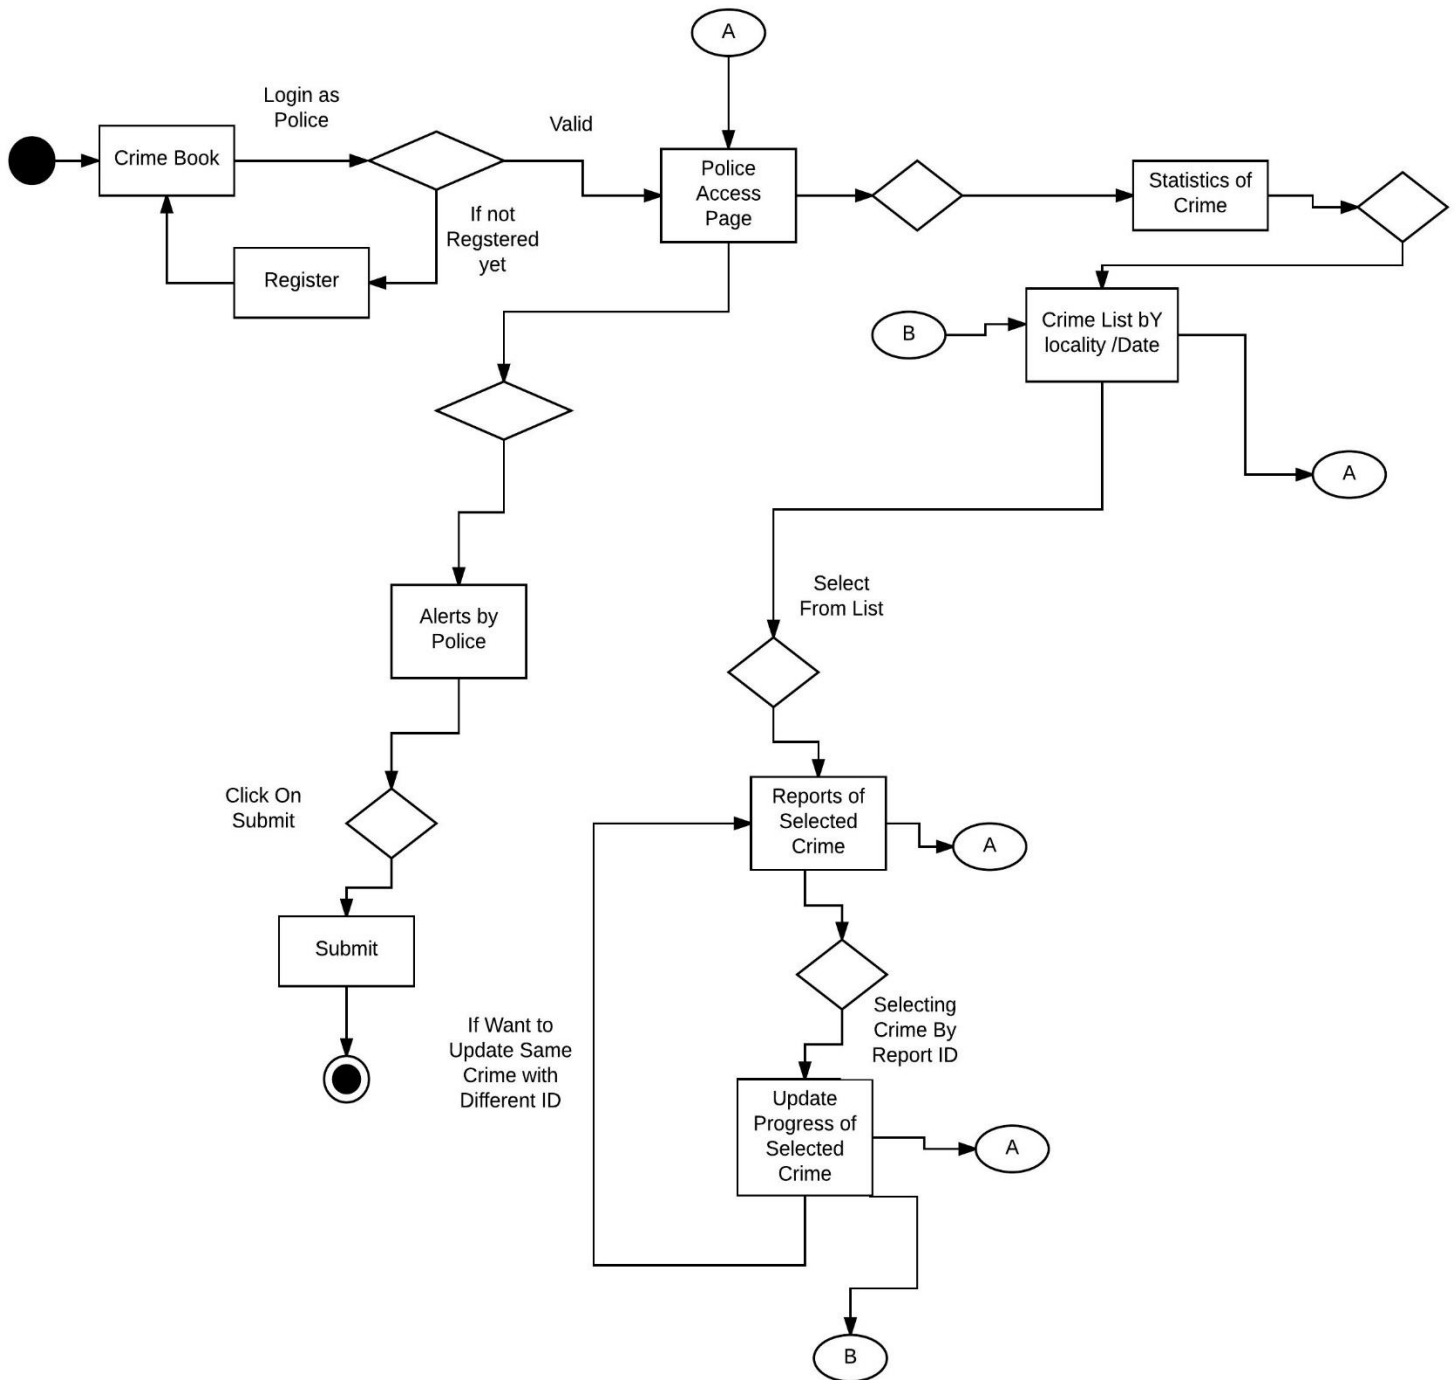 A
Login as
Police
Valid
Crime Book
Police
Access
Page
Statistics of
Crime
If not
Regstered
yet
Register
B
Crime List bY
locality /Date
A
Select
From List
Alerts by
Police
Click On
Submit
Reports of
Selected
Crime
A
Submit
Selecting
Crime By
Report ID
If Want to
Update Same
Crime with
Different ID
Update
Progress of
Selected
Crime
A
B